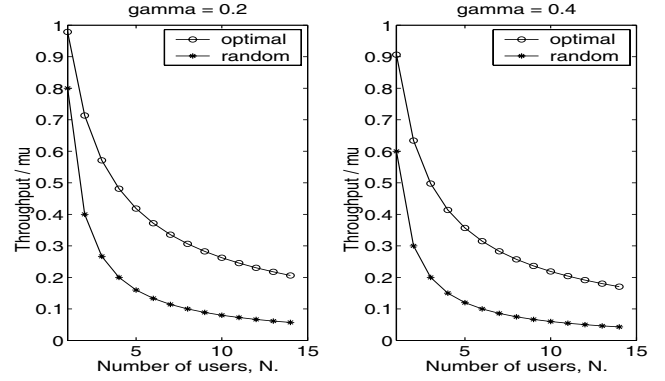 gamma = 0.2
optimal
random
Throughput / mu
1
0.9
0.8
0.7
0.6
0.5
0.4
0.3
0.2
0.1
0
5
10
15
Number of users, N.
gamma = 0.4
optimal
random
Throughput / mu
1
0.9
0.8
0.7
0.6
0.5
0.4
0.3
0.2
0.1
0
5
10
15
Number of users, N.